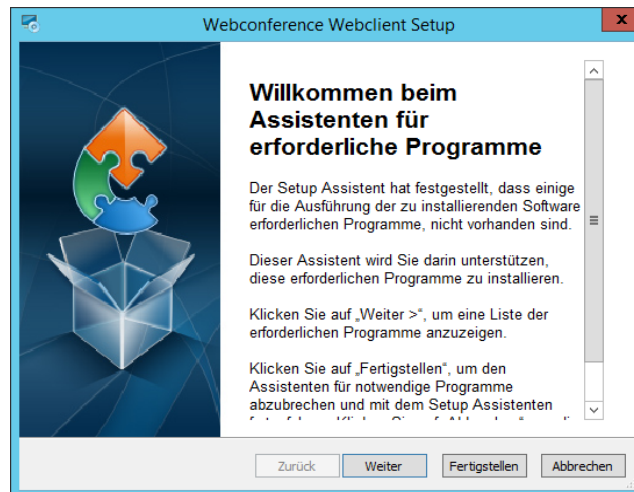 Webconference Webclient Setup
x
Willkommen beim
Assistenten für
erforderliche Programme
Der Setup Assistent hat festgestellt, dass einige
für die Ausführung der zu installierenden Software
erforderlichen Programme, nicht vorhanden sind.
Dieser Assistent wird Sie darin unterstützen,
diese erforderlichen Programme zu installieren.
Klicken Sie auf „Weiter >“, um eine Liste der
erforderlichen Programme anzuzeigen.
Klicken Sie auf „Fertigstellen“, um den
Assistenten für notwendige Programme
abzubrechen und mit dem Setup Assistenten
Zurück Weiter Fertigstellen Abbrechen